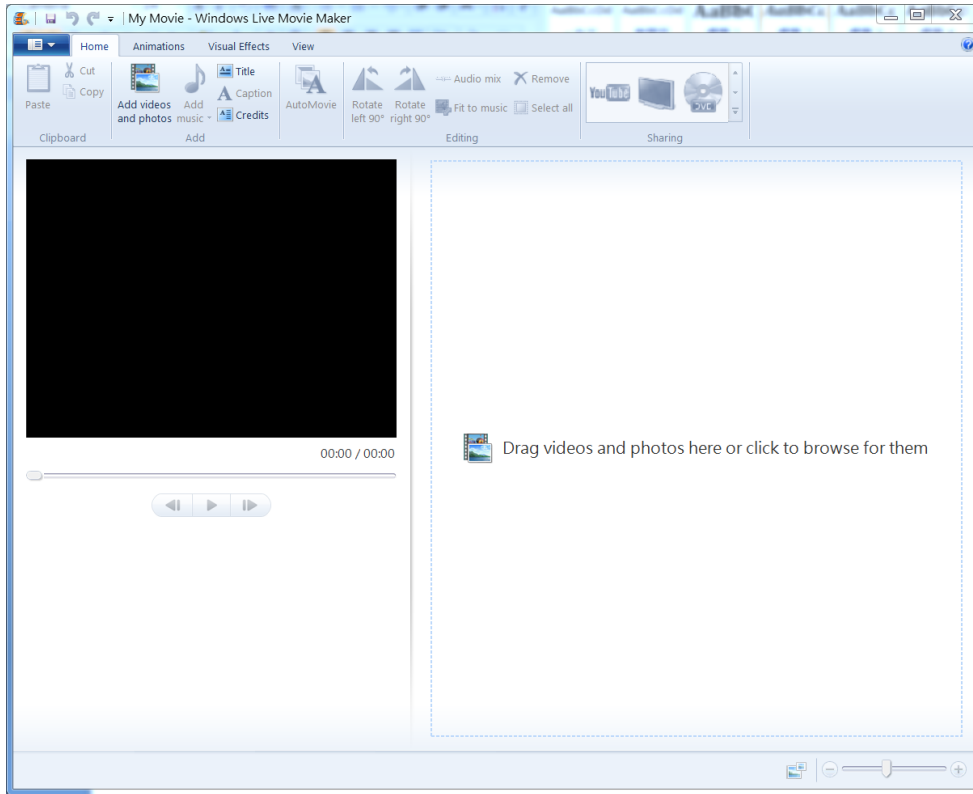 My Movie - Windows Live Movie Maker
Home Animations Visual Effects View
Paste
Cut
Copy
Clipboard
Add videos and photos
Add music
Title
Caption
Credits
Add
AutoMovie
Rotate left 90°
Rotate right 90°
Audio mix
Remove
Fit to music
Select all
Editing
YouTube
DVD
Sharing
00:00 / 00:00
Drag videos and photos here or click to browse for them